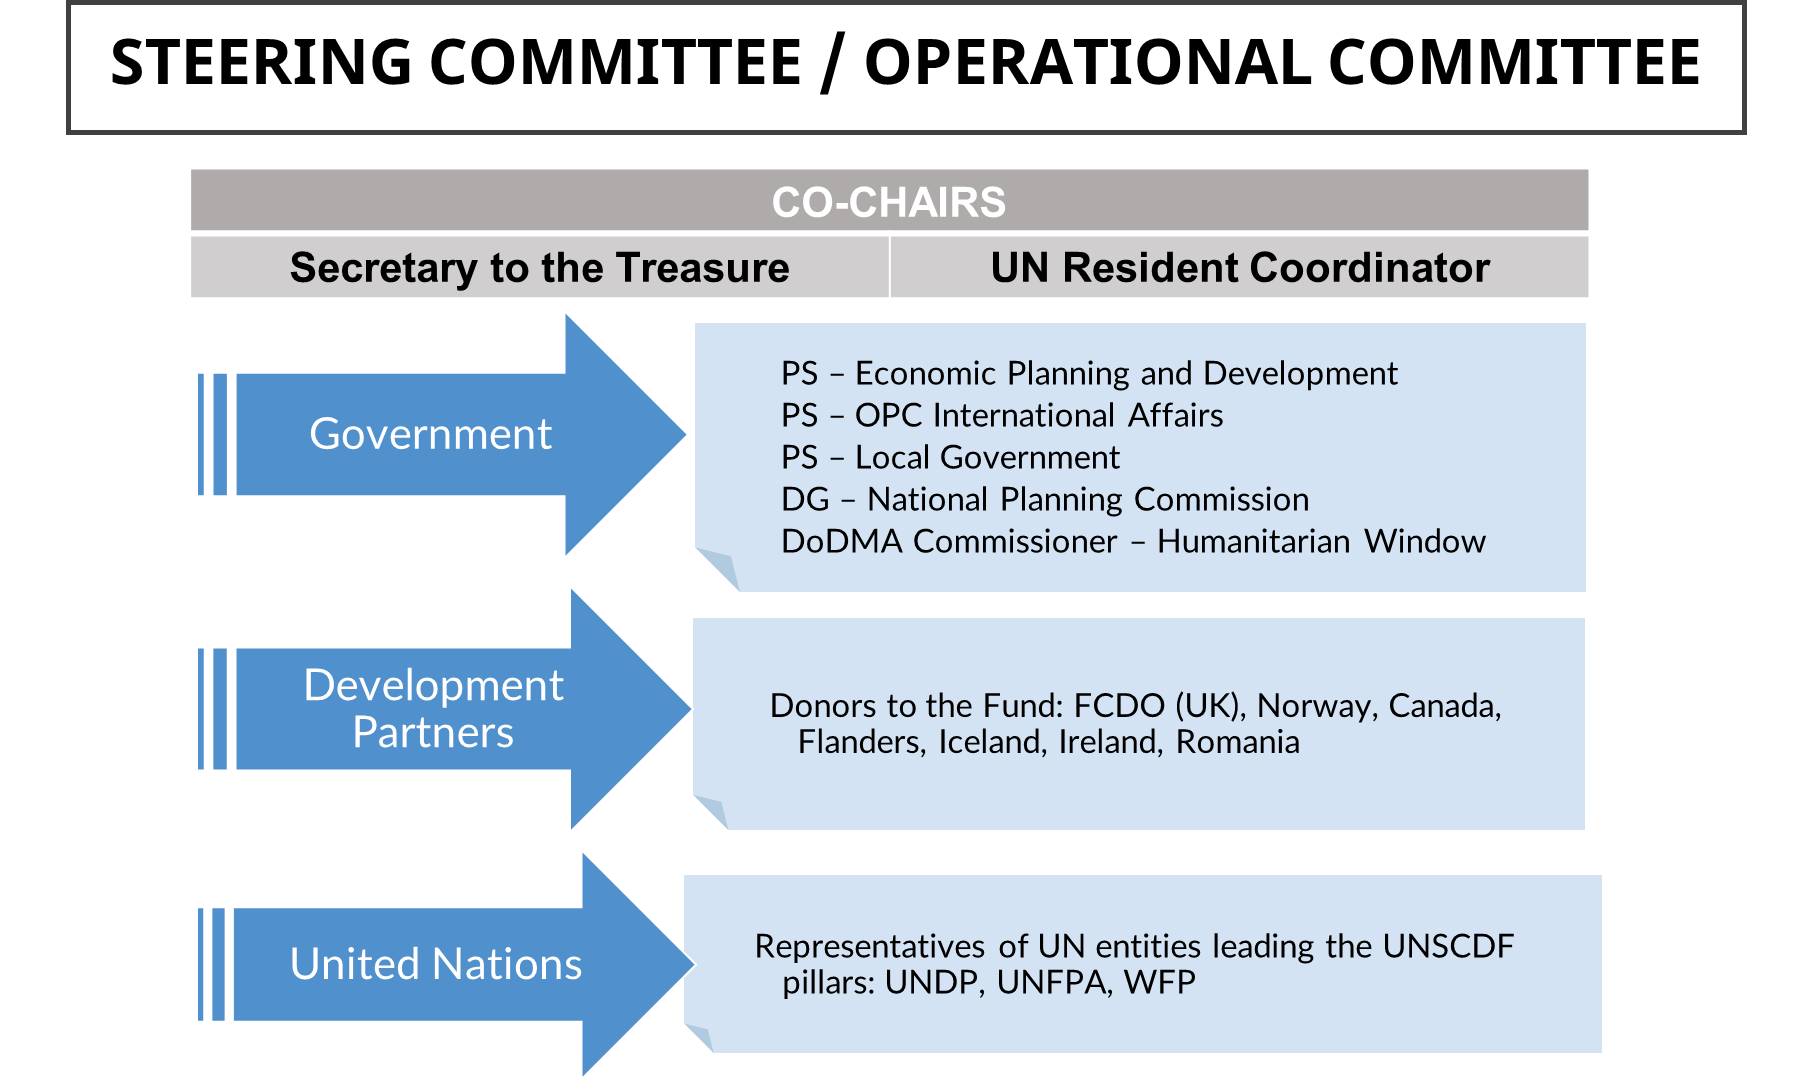 STEERING COMMITTEE / OPERATIONAL COMMITTEE
CO-CHAIRS
Secretary to the Treasure
UN Resident Coordinator
Government
PS – Economic Planning and Development
PS – OPC International Affairs
PS – Local Government
DG – National Planning Commission
DoDMA Commissioner – Humanitarian Window
Development
Partners
Donors to the Fund: FCDO (UK), Norway, Canada,
Flanders, Iceland, Ireland, Romania
United Nations
Representatives of UN entities leading the UNSCDF
pillars: UNDP, UNFPA, WFP